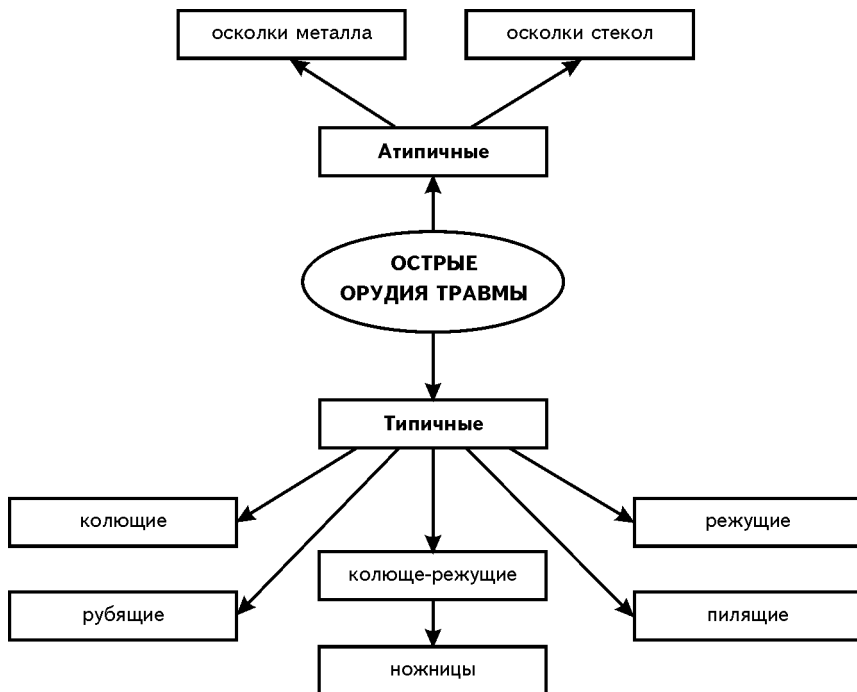 осколки металла
осколки стекол
Атипичные
ОСТРЫЕ
ОРУДИЯ ТРАВМЫ
Типичные
колющие
режущие
колюще-режущие
рубящие
пилящие
ножницы